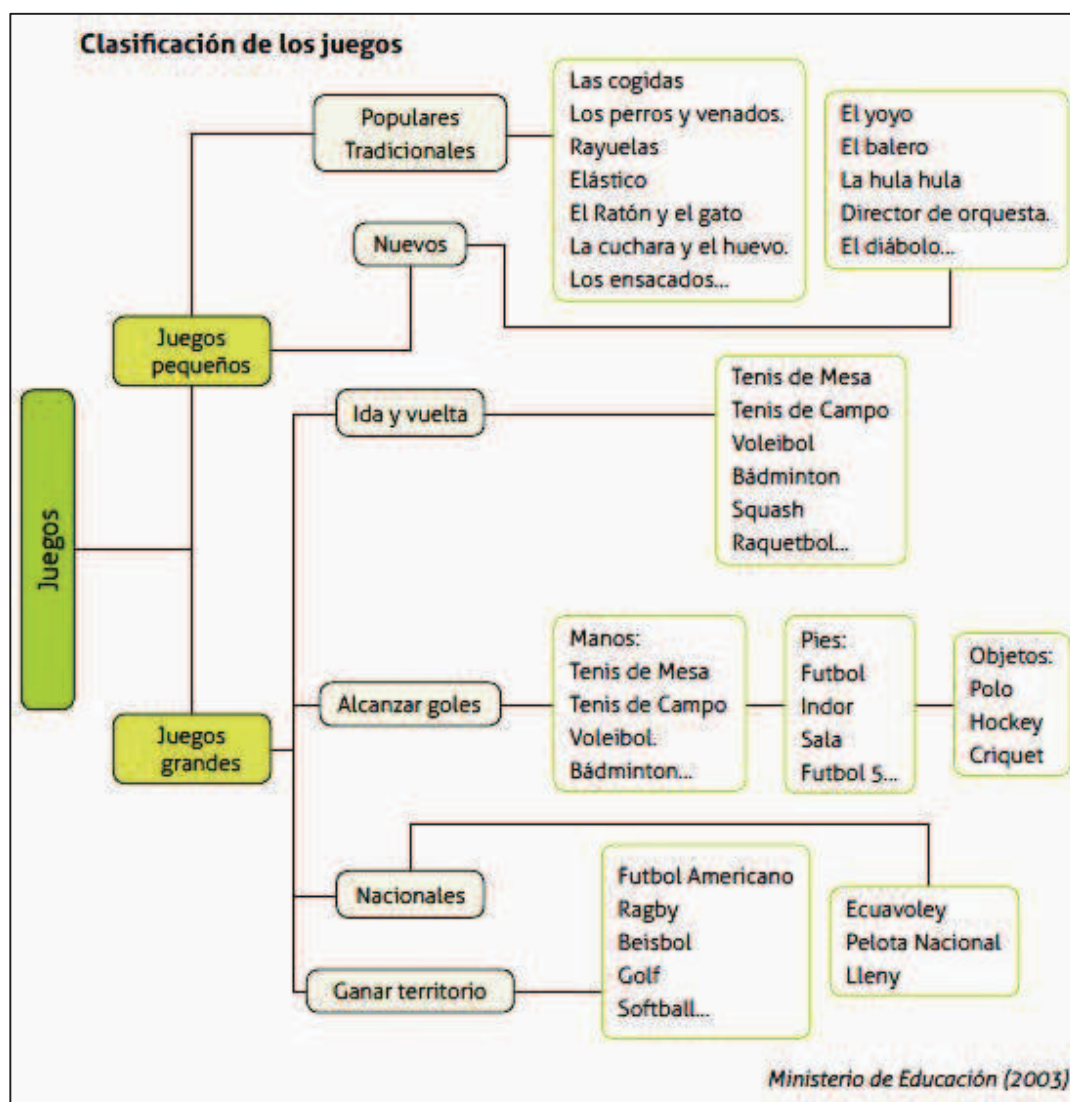 Clasificación de los juegos
Juegos
Juegos
pequeños
Populares
Tradicionales
Las cogidas
Los perros y venados.
Rayuelas
Elástico
El Ratón y el gato
La cuchara y el huevo.
Los ensacados...
Nuevos
El yoyo
El balero
La hula hula
Director de orquesta.
El diábolo...
Juegos
grandes
Ida y vuelta
Tenis de Mesa
Tenis de Campo
Voleibol
Bádminton
Squash
Raquetbol...
Alcanzar goles
Manos:
Tenis de Mesa
Tenis de Campo
Voleibol.
Bádminton...
Pies:
Futbol
Indor
Sala
Futbol 5...
Objetos:
Polo
Hockey
Criquet
Nacionales
Ecuavoley
Pelota Nacional
Lleny
Ganar territorio
Futbol Americano
Ragby
Beisbol
Golf
Softball...
Ministerio de Educación (2003)